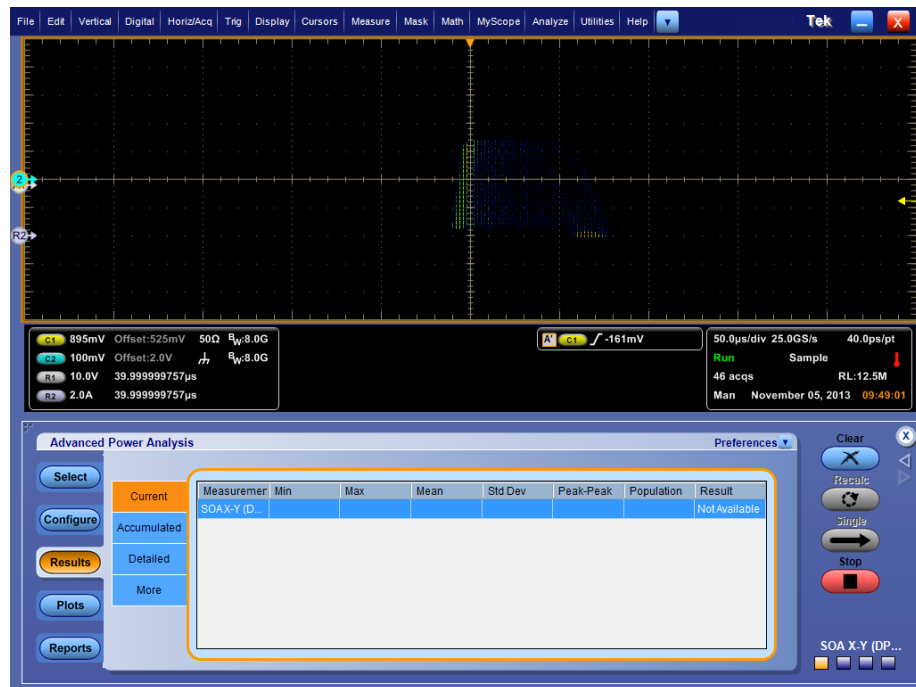 File Edit Vertical Digital Horiz/Acq Trig Display Cursors Measure Mask Math MyScope Analyze Utilities Help Tek X
2
R2
C1 895mV Offset:525mV 50Ω BW:8.0G
C2 100mV Offset:2.0V BW:8.0G
R1 10.0V 39.999999757µs
R2 2.0A 39.999999757µs
A' C1 -161mV
50.0µs/div 25.0GS/s 40.0ps/pt
Run Sample
46 acqs RL:12.5M
Man November 05, 2013 09:49:01
Advanced Power Analysis
Preferences
Select
Configure
Results
Plots
Reports
Current
Accumulated
Detailed
More
Measuremer Min Max Mean Std Dev Peak-Peak Population Result
SOAX-Y (D... Not Available
Clear X
Recalc
Single
Stop
SOA X-Y (DP...